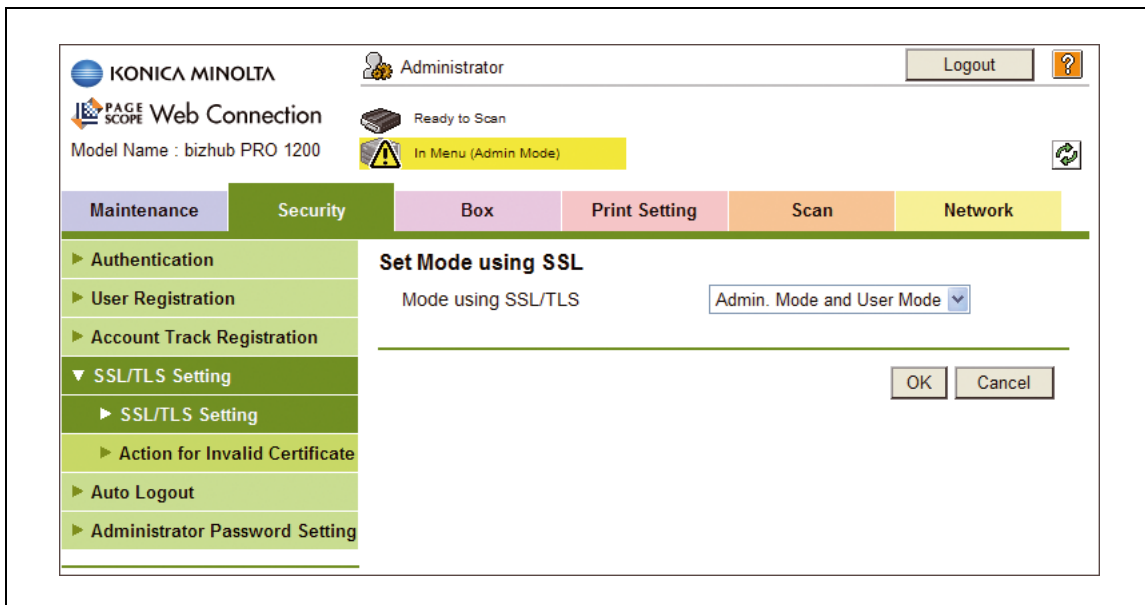 KONICA MINOLTA
Administrator
Logout
?
PAGE SCOPE Web Connection
Ready to Scan
Model Name : bizhub PRO 1200
In Menu (Admin Mode)
Maintenance Security Box Print Setting Scan Network
Authentication
User Registration
Account Track Registration
SSL/TLS Setting
SSL/TLS Setting
Action for Invalid Certificate
Auto Logout
Administrator Password Setting
Set Mode using SSL
Mode using SSL/TLS Admin. Mode and User Mode
OK Cancel